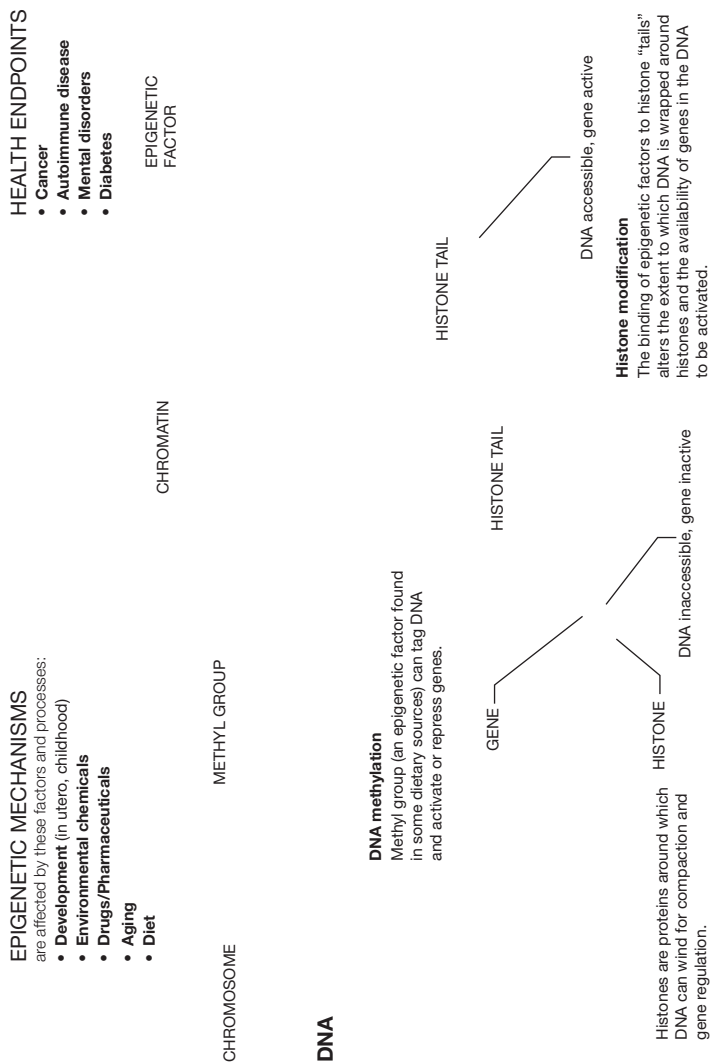 EPIGENETIC MECHANISMS
are affected by these factors and processes:
• Development (in utero, childhood)
• Environmental chemicals
• Drugs/Pharmaceuticals
• Aging
• Diet
HEALTH ENDPOINTS
• Cancer
• Autoimmune disease
• Mental disorders
• Diabetes
EPIGENETIC
FACTOR
CHROMATIN
METHYL GROUP
CHROMOSOME
DNA
DNA methylation
Methyl group (an epigenetic factor found
in some dietary sources) can tag DNA
and activate or repress genes.
HISTONE TAIL
HISTONE TAIL
GENE
DNA accessible, gene active
HISTONE
DNA inaccessible, gene inactive
Histones are proteins around which
DNA can wind for compaction and
gene regulation.
Histone modification
The binding of epigenetic factors to histone “tails”
alters the extent to which DNA is wrapped around
histones and the availability of genes in the DNA
to be activated.